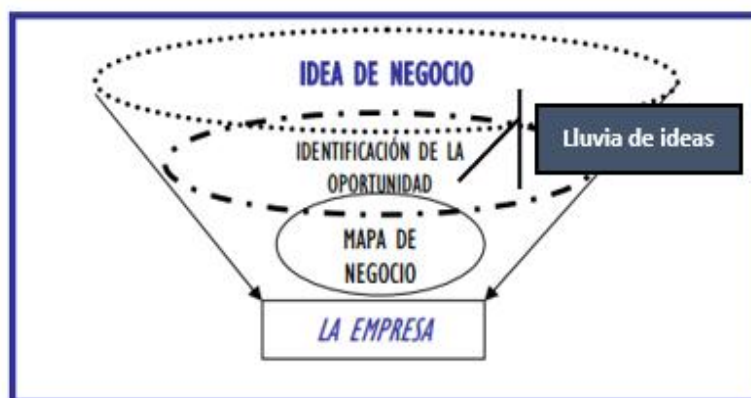 IDEA DE NEGOCIO
Lluvia de ideas
IDENTIFICACIÓN DE LA
OPORTUNIDAD
MAPA DE
NEGOCIO
LA EMPRESA